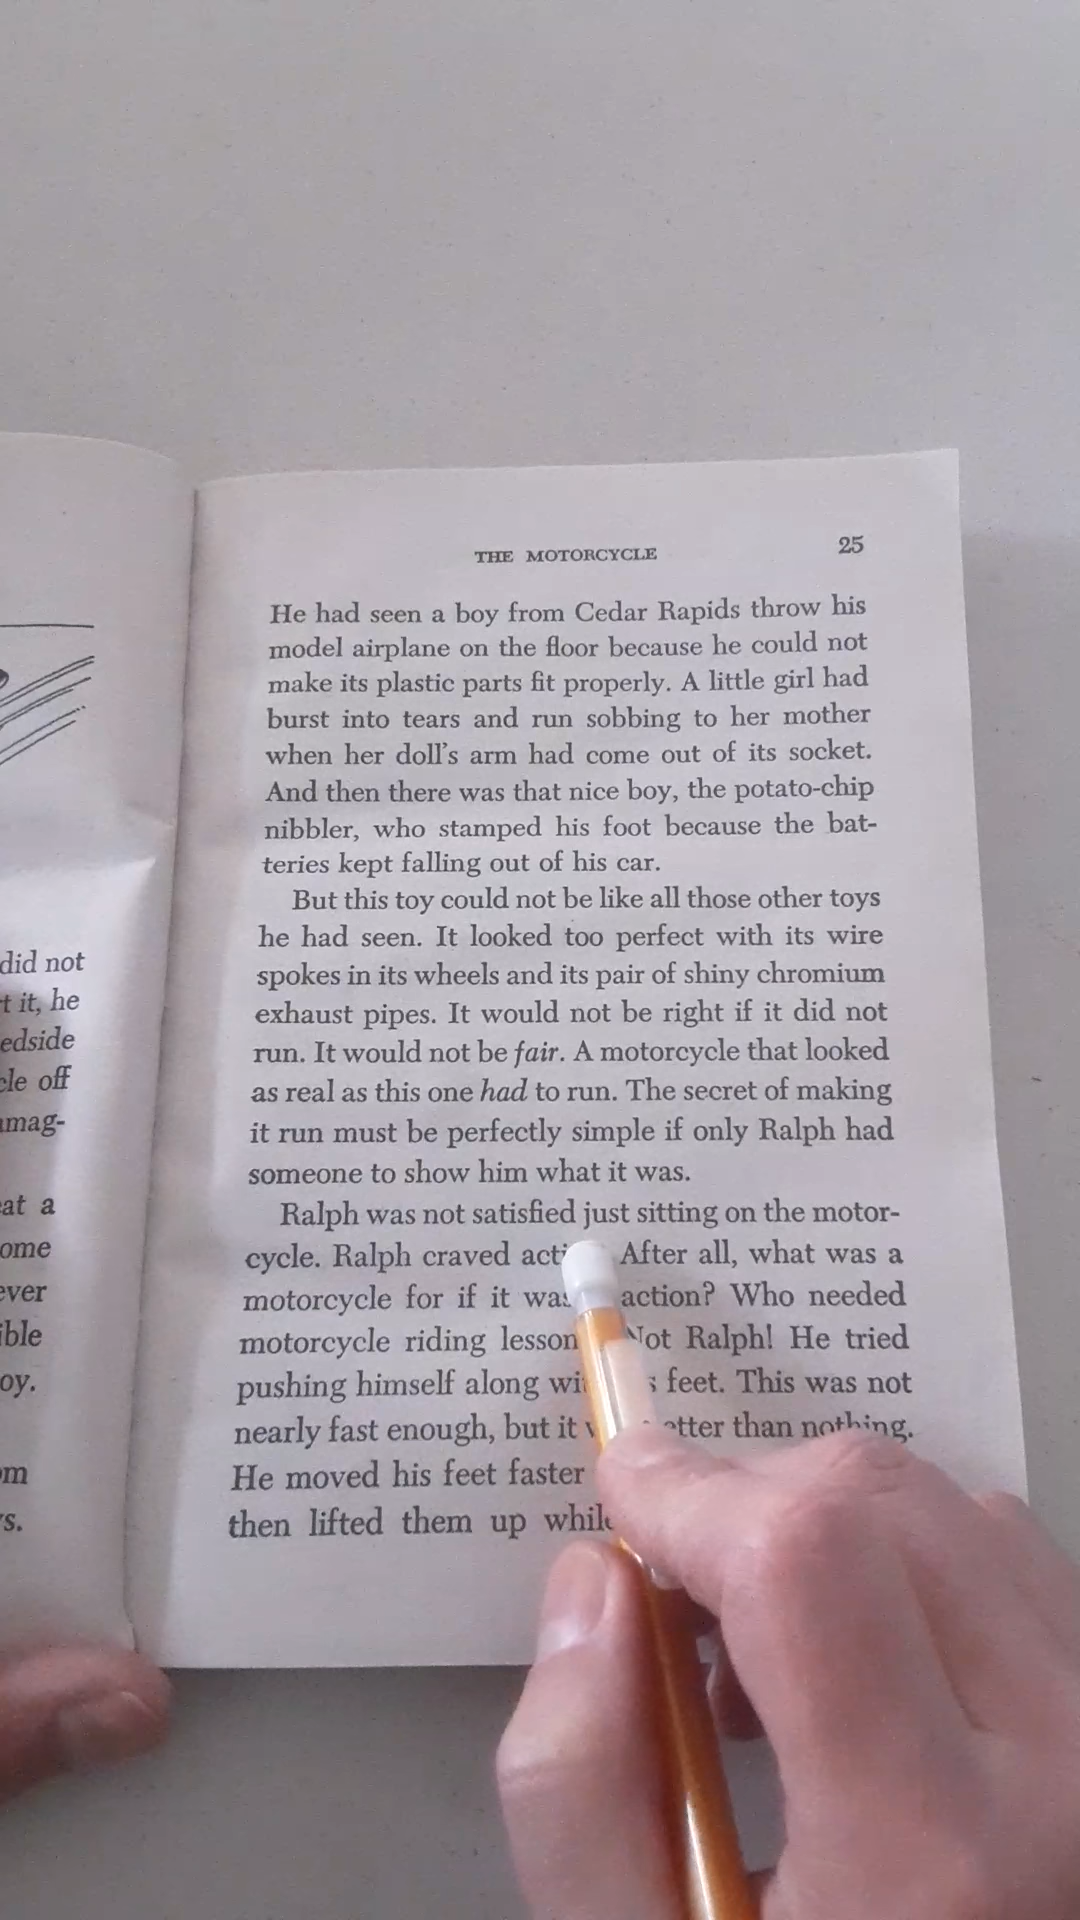 THE MOTORCYCLE 25
He had seen a boy from Cedar Rapids throw his
model airplane on the floor because he could not
make its plastic parts fit properly. A little girl had
burst into tears and run sobbing to her mother
when her doll's arm had come out of its socket.
And then there was that nice boy, the potato-chip
nibbler, who stamped his foot because the bat-
teries kept falling out of his car.
But this toy could not be like all those other toys
he had seen. It looked too perfect with its wire
spokes in its wheels and its pair of shiny chromium
exhaust pipes. It would not be right if it did not
run. It would not be fair. A motorcycle that looked
as real as this one had to run. The secret of making
it run must be perfectly simple if only Ralph had
someone to show him what it was.
Ralph was not satisfied just sitting on the motor-
cycle. Ralph craved After all, what was a
motorcycle for if it action? Who needed
motorcycle riding Not Ralph! He tried
pushing himself along feet. This was not
nearly fast enough, but it than nothing.
He moved his feet faster
then lifted them up
did not
it, he
off
at a